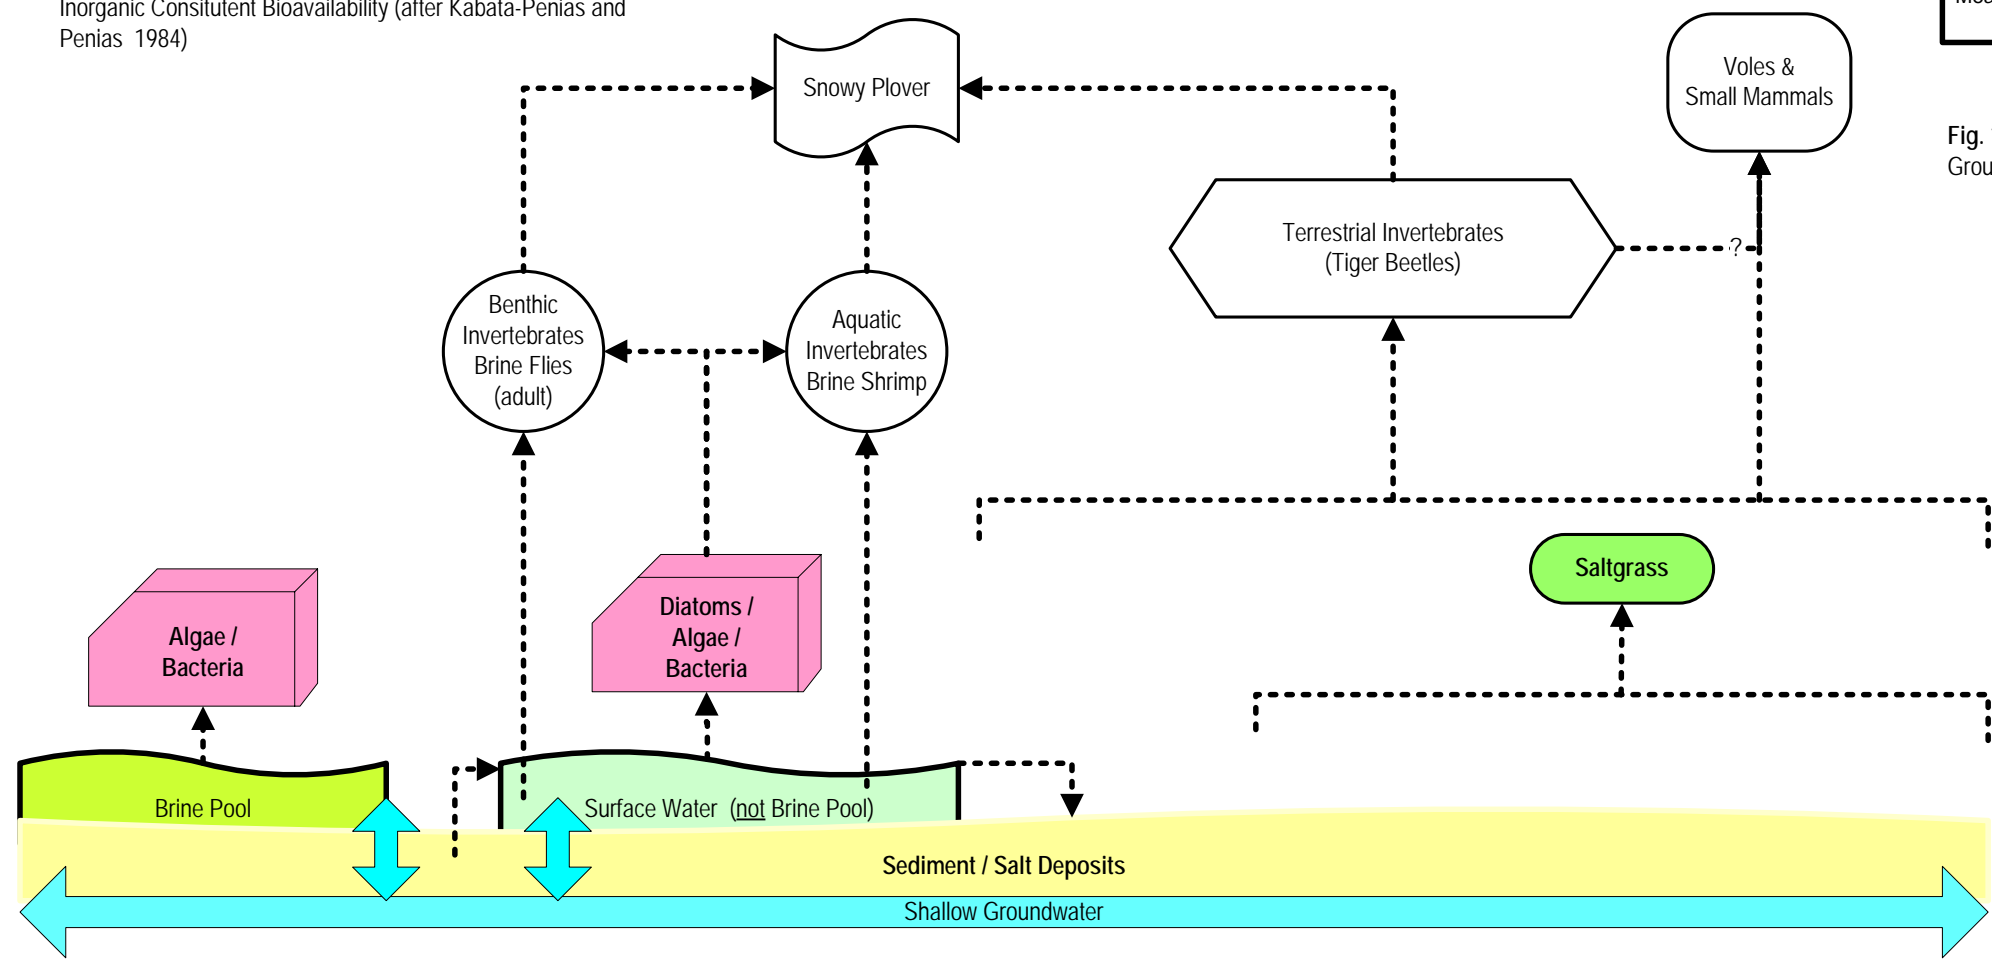 Inorganic Consitutent Bioavailability (after Kabata-Penias and
Penias 1984)
Snowy Plover
Voles &
Small Mammals
Fig.
Terrestrial Invertebrates
(Tiger Beetles)
?
Benthic
Invertebrates
Brine Flies
(adult)
Aquatic
Invertebrates
Brine Shrimp
Saltgrass
Algae /
Bacteria
Diatoms /
Algae /
Bacteria
Brine Pool
Surface Water (not Brine Pool)
Sediment / Salt Deposits
Shallow Groundwater